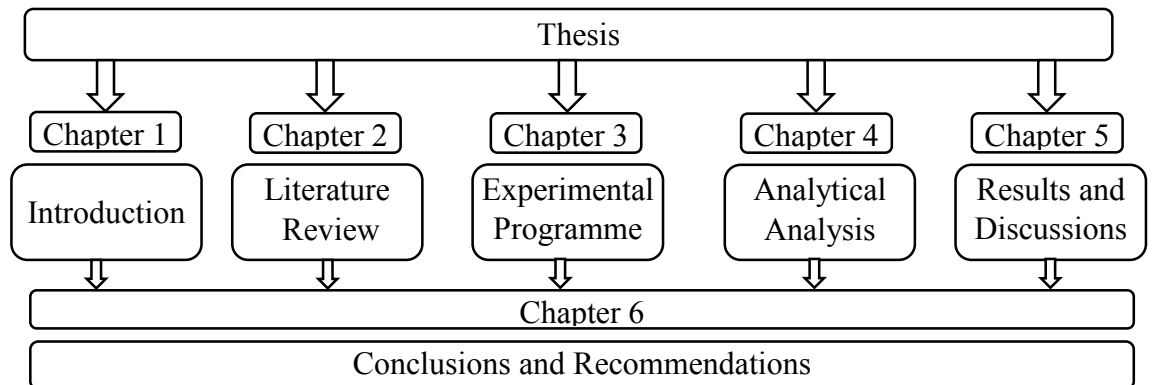 Thesis
Chapter 1
Chapter 2
Chapter 3
Chapter 4
Chapter 5
Introduction
Literature
Review
Experimental
Programme
Analytical
Analysis
Results and
Discussions
Chapter 6
Conclusions and Recommendations